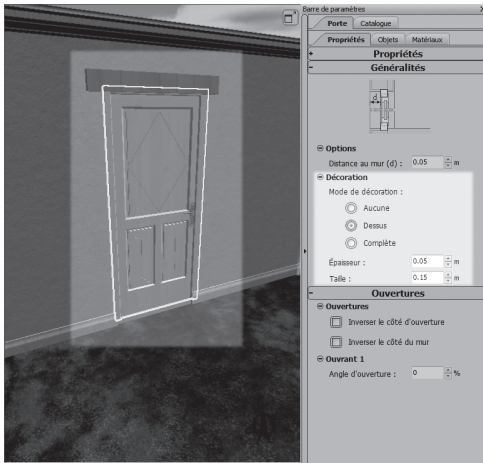 Barre de paramètres
Porte Catalogue
Propriétés Objets Matériaux
+ Propriétés
- Généralités
d
Options
Distance au mur (d) : 0.05 m
Décoration
Mode de décoration :
Aucune
Dessus
Complète
Épaisseur : 0.05 m
Taille : 0.15 m
- Ouvertures
Ouvertures
Inverser le côté d'ouverture
Inverser le côté du mur
Ouvrant 1
Angle d'ouverture : 0 %